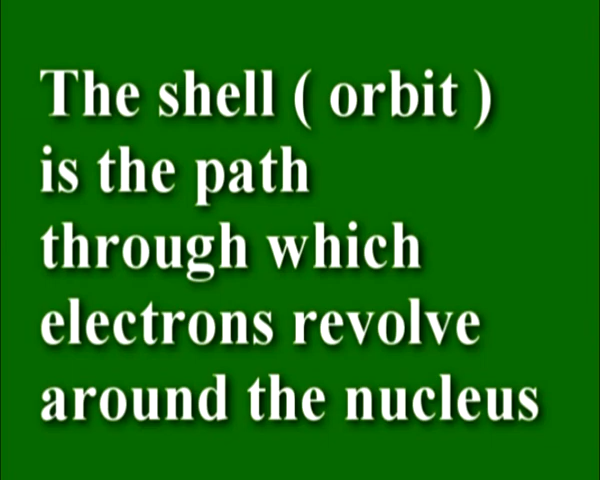 The shell ( orbit )
is the path
through which
electrons revolve
around the nucleus